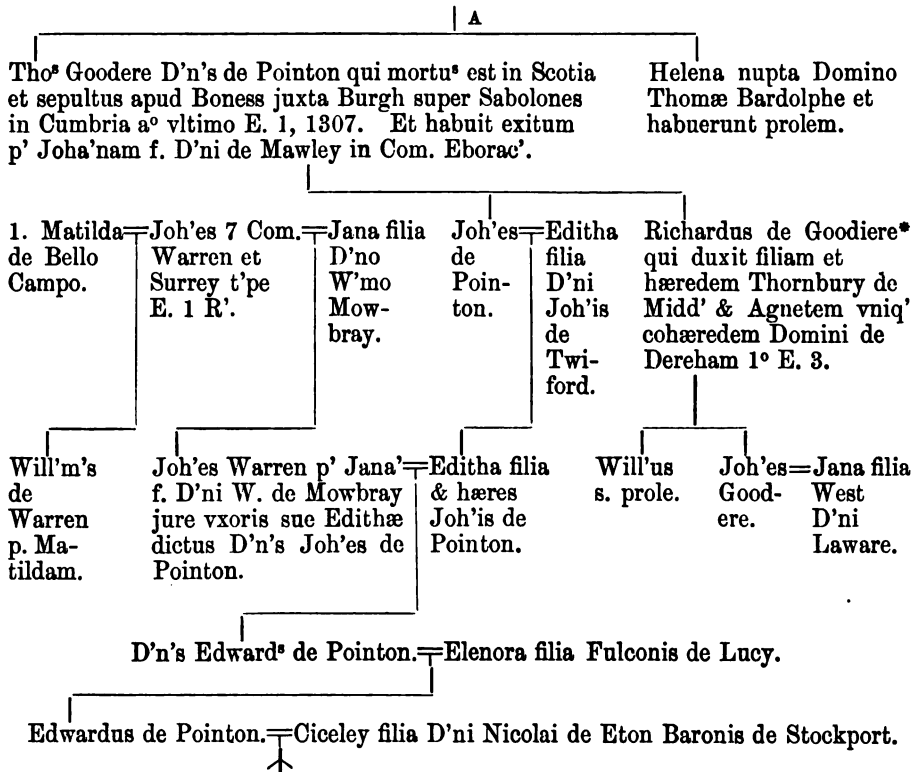 A
Thoˢ Goodere D'n's de Pointon qui mortuˢ est in Scotia
et sepultus apud Boness juxta Burgh super Sabolones
in Cumbria aº vltimo E. 1, 1307. Et habuit exitum
p' Joha'nam f. D'ni de Mawley in Com. Eborac'.
Helena nupta Domino
Thomæ Bardolphe et
habuerunt prolem.
1. Matilda
de Bello
Campo.
Joh'es 7 Com.
Warren et
Surrey t'pe
E. 1 R'.
Jana filia
D'no
W'mo
Mow-
bray.
Joh'es
de
Poin-
ton.
Editha
filia
D'ni
Joh'is
de
Twi-
ford.
Richardus de Goodiere*
qui duxit filiam et
hæredem Thornbury de
Midd' & Agnetem vniq'
cohæredem Domini de
Dereham 1º E. 3.
Will'm's
de
Warren
p. Ma-
tildam.
Joh'es Warren p' Jana'
f. D'ni W. de Mowbray
jure vxoris sue Edithæ
dictus D'n's Joh'es de
Pointon.
Editha filia
& hæres
Joh'is de
Pointon.
Will'us
s. prole.
Joh'es
Good-
ere.
Jana filia
West
D'ni
Laware.
D'n's Edwardˢ de Pointon.
Elenora filia Fulconis de Lucy.
Edwardus de Pointon.
Ciceley filia D'ni Nicolai de Eton Baronis de Stockport.